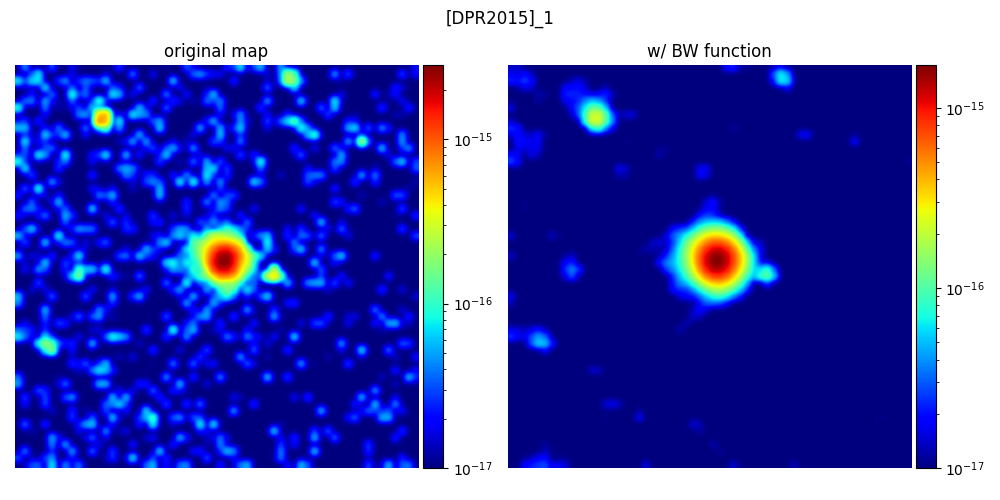 [DPR2015]_1
original map
w/ BW function
10⁻¹⁵
10⁻¹⁶
10⁻¹⁷
10⁻¹⁵
10⁻¹⁶
10⁻¹⁷